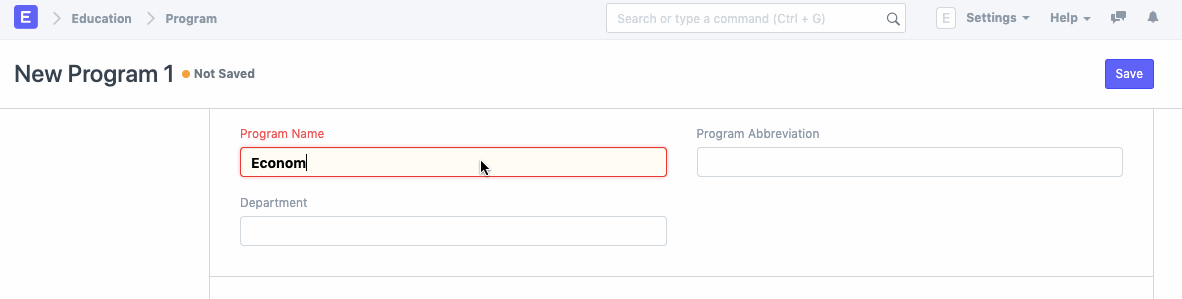 E Education Program Search or type a command (Ctrl + G) E Settings Help
New Program 1 Not Saved Save
Program Name Program Abbreviation
Econom
Department